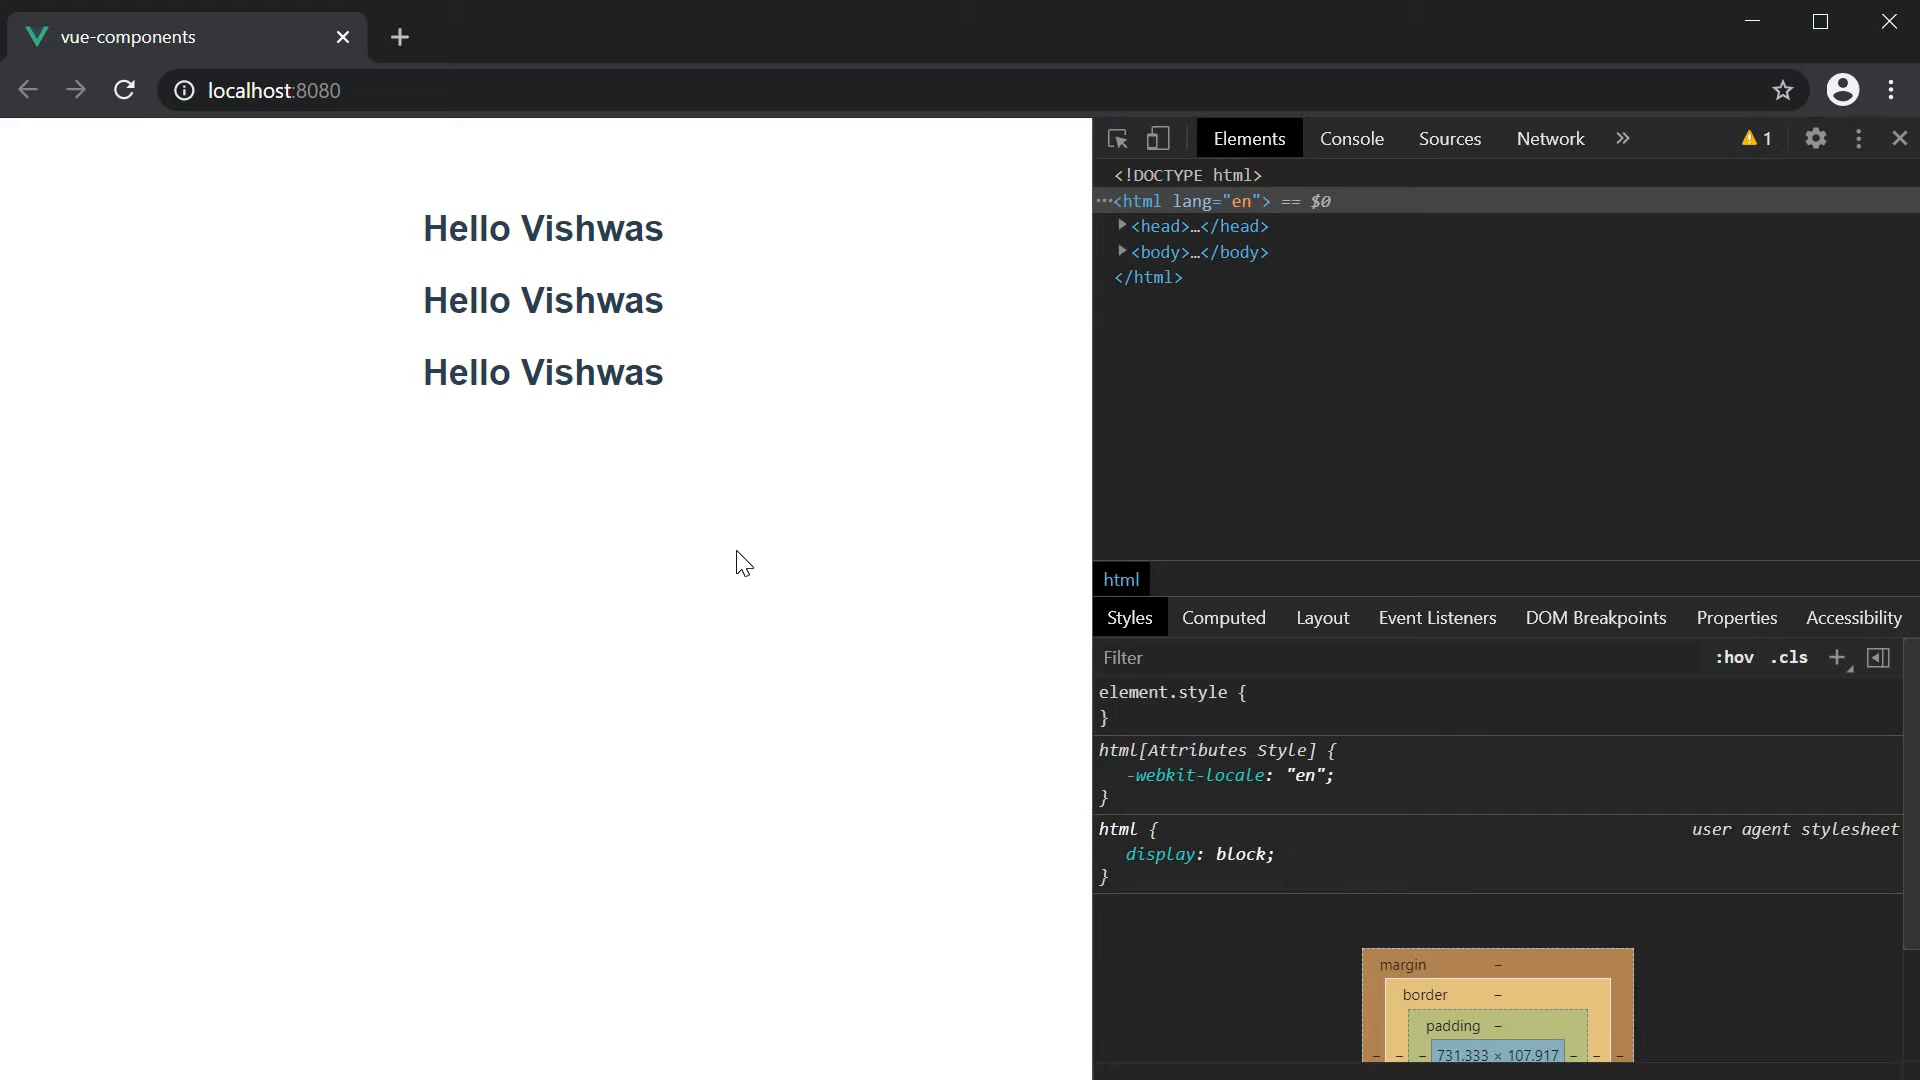 vue-components
localhost:8080
Hello Vishwas
Hello Vishwas
Hello Vishwas
Elements Console Sources Network » 1
<!DOCTYPE html>
…<html lang="en"> == $0
<head>…</head>
<body>…</body>
</html>
html
Styles Computed Layout Event Listeners DOM Breakpoints Properties Accessibility
Filter :hov .cls +
element.style {
}
html[Attributes Style] {
-webkit-locale: "en";
}
html { user agent stylesheet
display: block;
}
margin –
border –
padding –
– – – 731.333 × 107.917 – – –